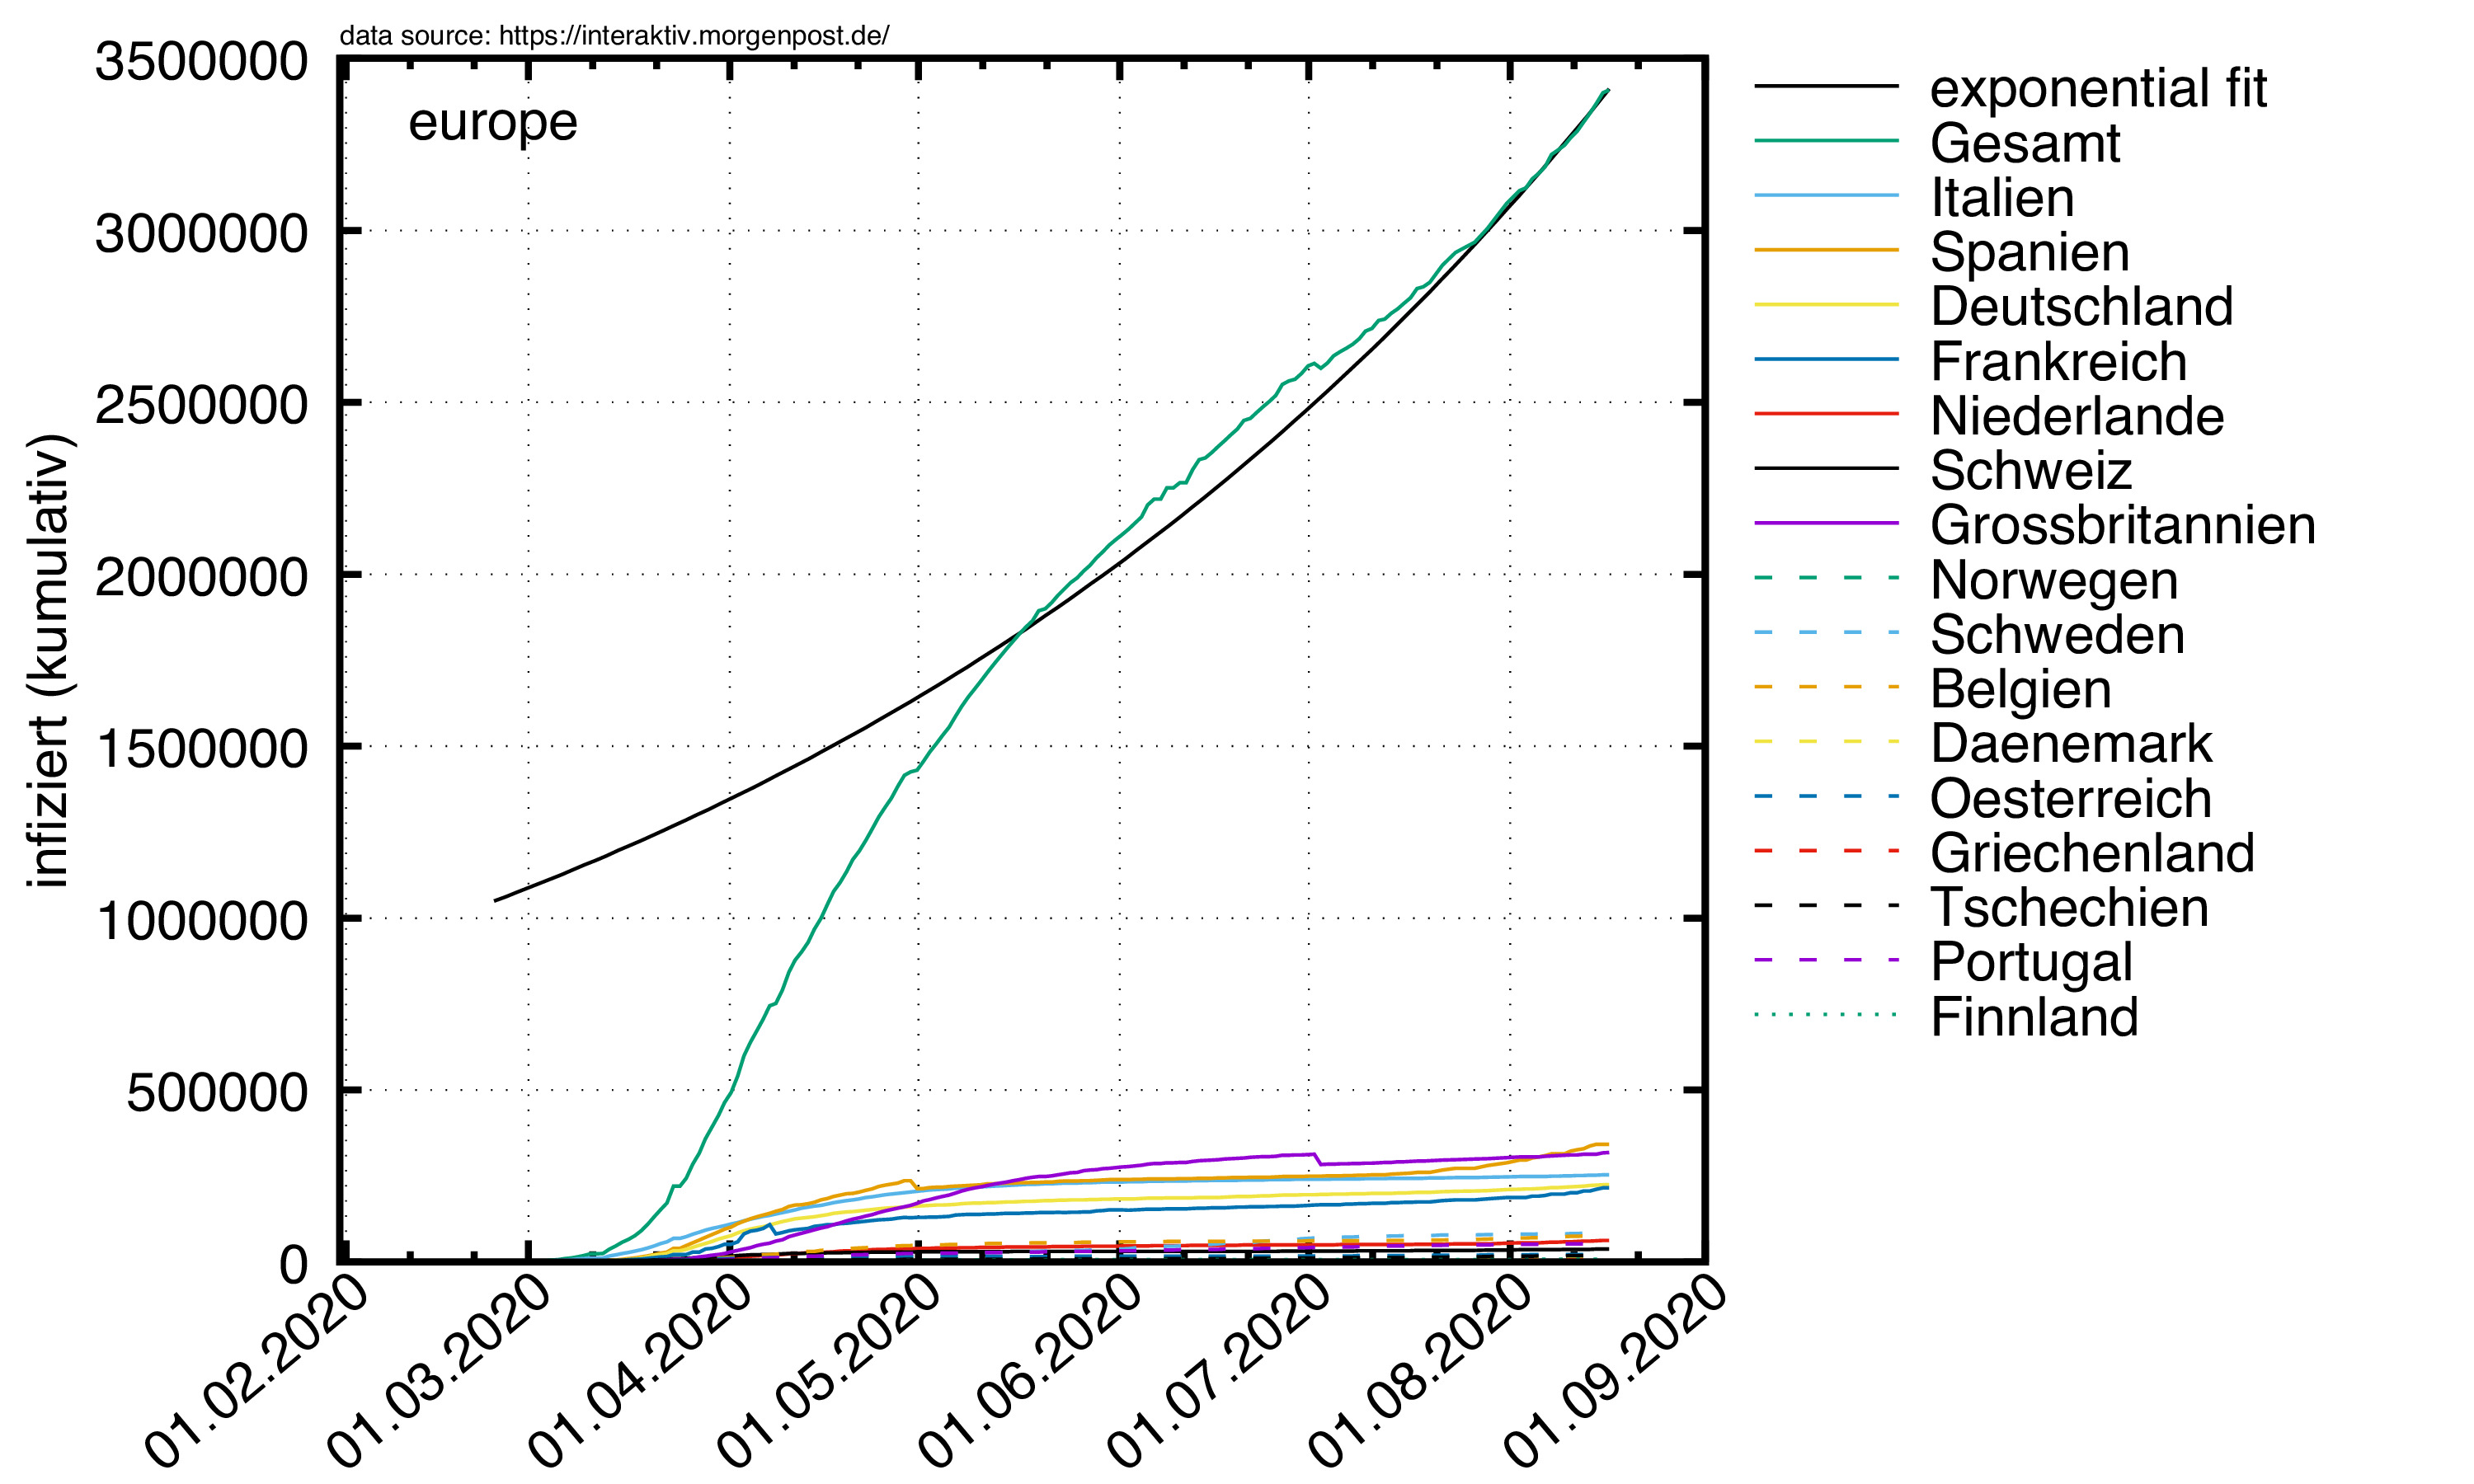 data source: https://interaktiv.morgenpost.de/
europe
infiziert (kumulativ)
3500000
3000000
2500000
2000000
1500000
1000000
500000
0
01.02.2020
01.03.2020
01.04.2020
01.05.2020
01.06.2020
01.07.2020
01.08.2020
01.09.2020
exponential fit
Gesamt
Italien
Spanien
Deutschland
Frankreich
Niederlande
Schweiz
Grossbritannien
Norwegen
Schweden
Belgien
Daenemark
Oesterreich
Griechenland
Tschechien
Portugal
Finnland